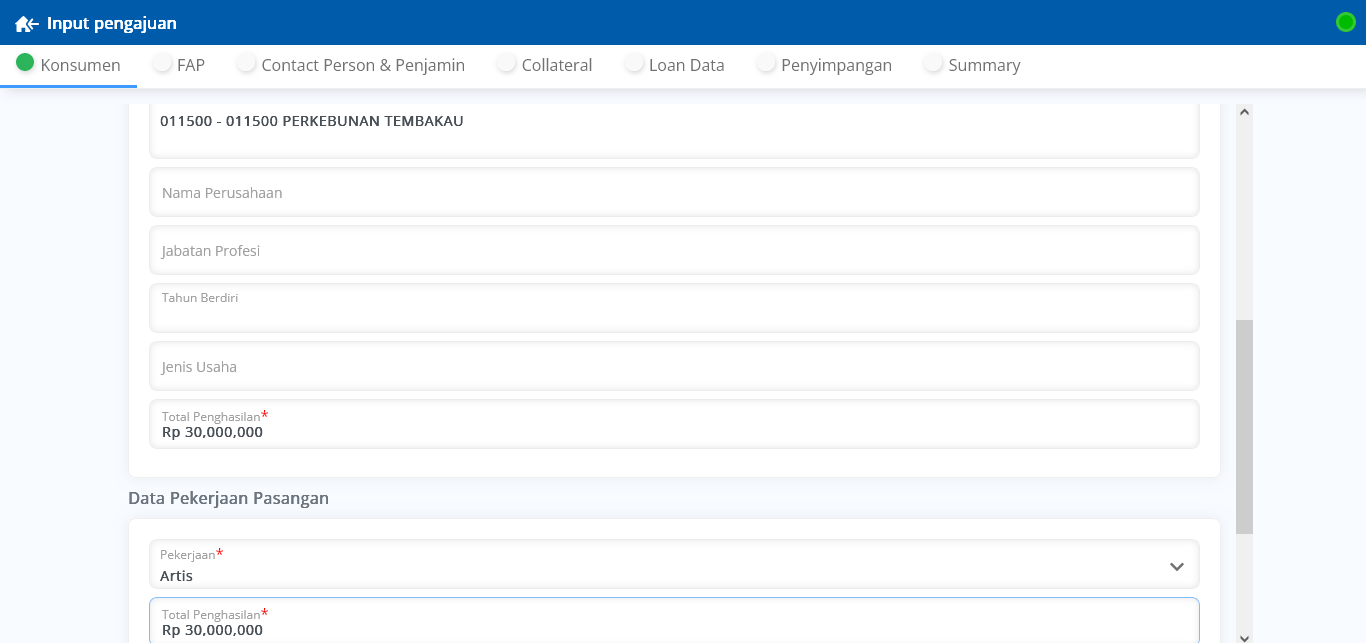 Input pengajuan
Konsumen FAP Contact Person & Penjamin Collateral Loan Data Penyimpangan Summary
011500 - 011500 PERKEBUNAN TEMBAKAU
Nama Perusahaan
Jabatan Profesi
Tahun Berdiri
Jenis Usaha
Total Penghasilan*
Rp 30,000,000
Data Pekerjaan Pasangan
Pekerjaan*
Artis
Total Penghasilan*
Rp 30,000,000